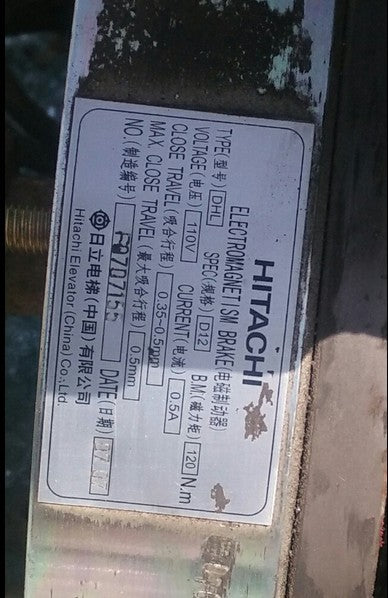 HITACHI
ELECTROMAGNETISM BRAKE(电磁制动器)
TYPE(型号) DHL SPEC(规格) D12 B.M(磁力矩) 120 N.m
VOLTAGE(电压) 110V CURRENT(电流) 0.5A
CLOSE TRAVEL(吸合行程) 0.35-0.5mm
MAX. CLOSE TRAVEL(最大吸合行程) 0.5mm
NO.(制造编号) DATE(日期)
日立电梯(中国)有限公司
Hitachi Elevator(China)Co.,Ltd.